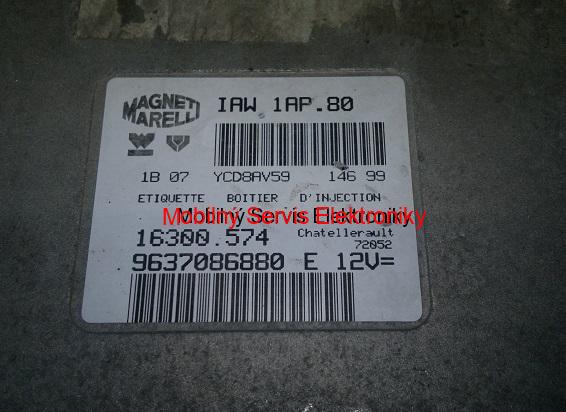 MAGNETI MARELLI
IAW 1AP.80
1B 07 YCD8AV59 146 99
ETIQUETTE BOITIER D'INJECTION
Mobilný Servis Elektroniky
16300.574 Chatellerault
72052
9637086880 E 12V=